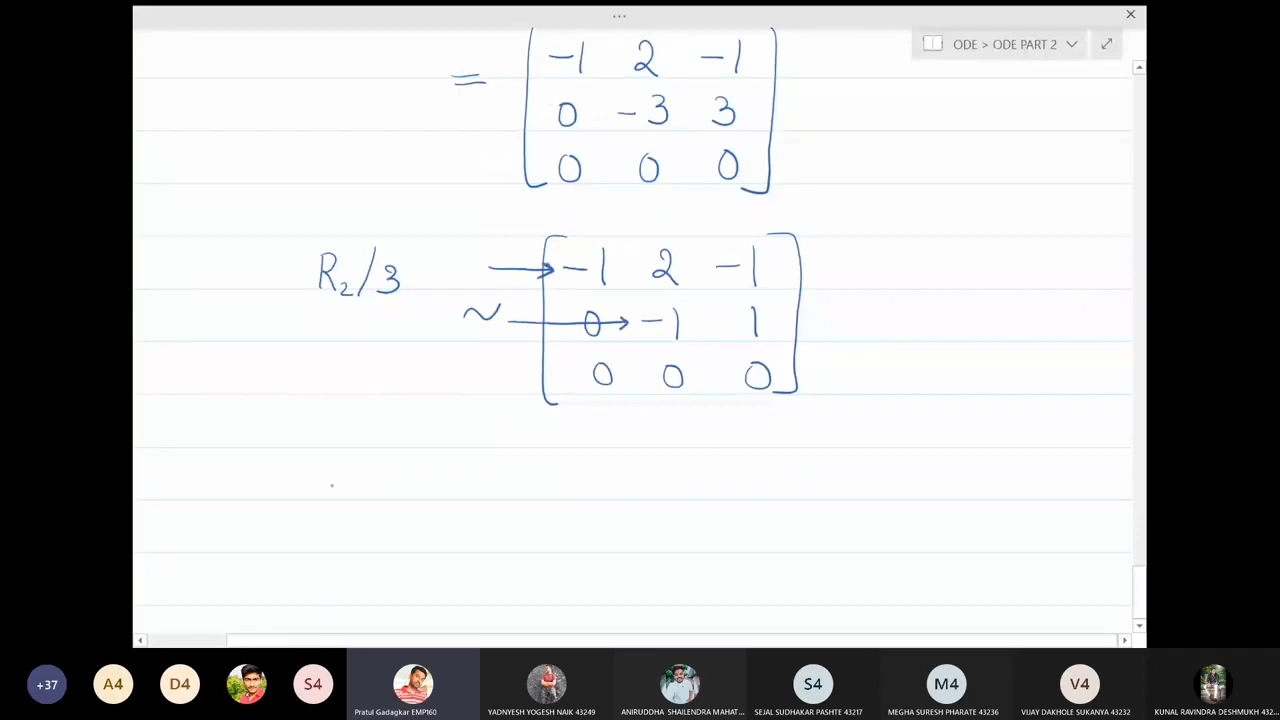 ...
ODE > ODE PART 2
-1 2 -1
= 0 -3 3
0 0 0
R₂/3 → -1 2 -1
~ → 0 -1 1
0 0 0
+37 A4 D4 S4 S4 M4 V4
Pratul Gadagkar EMP160 YADNYESH YOGESH NAIK 43249 ANIRUDDHA SHAILENDRA MAHAT... SEJAL SUDHAKAR PASHTE 43217 MEGHA SURESH PHARATE 43236 VIJAY DAKHOLE SUKANYA 43232 KUNAL RAVINDRA DESHMUKH 432...